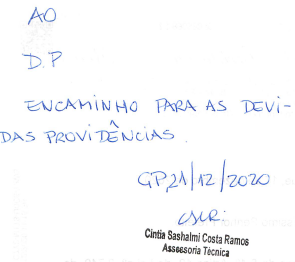 AO
D.P
ENCAMINHO PARA AS DEVI-
DAS PROVIDÊNCIAS.
GP, 21/12/2020
Cintia Sashalmi Costa Ramos
Assessoria Técnica